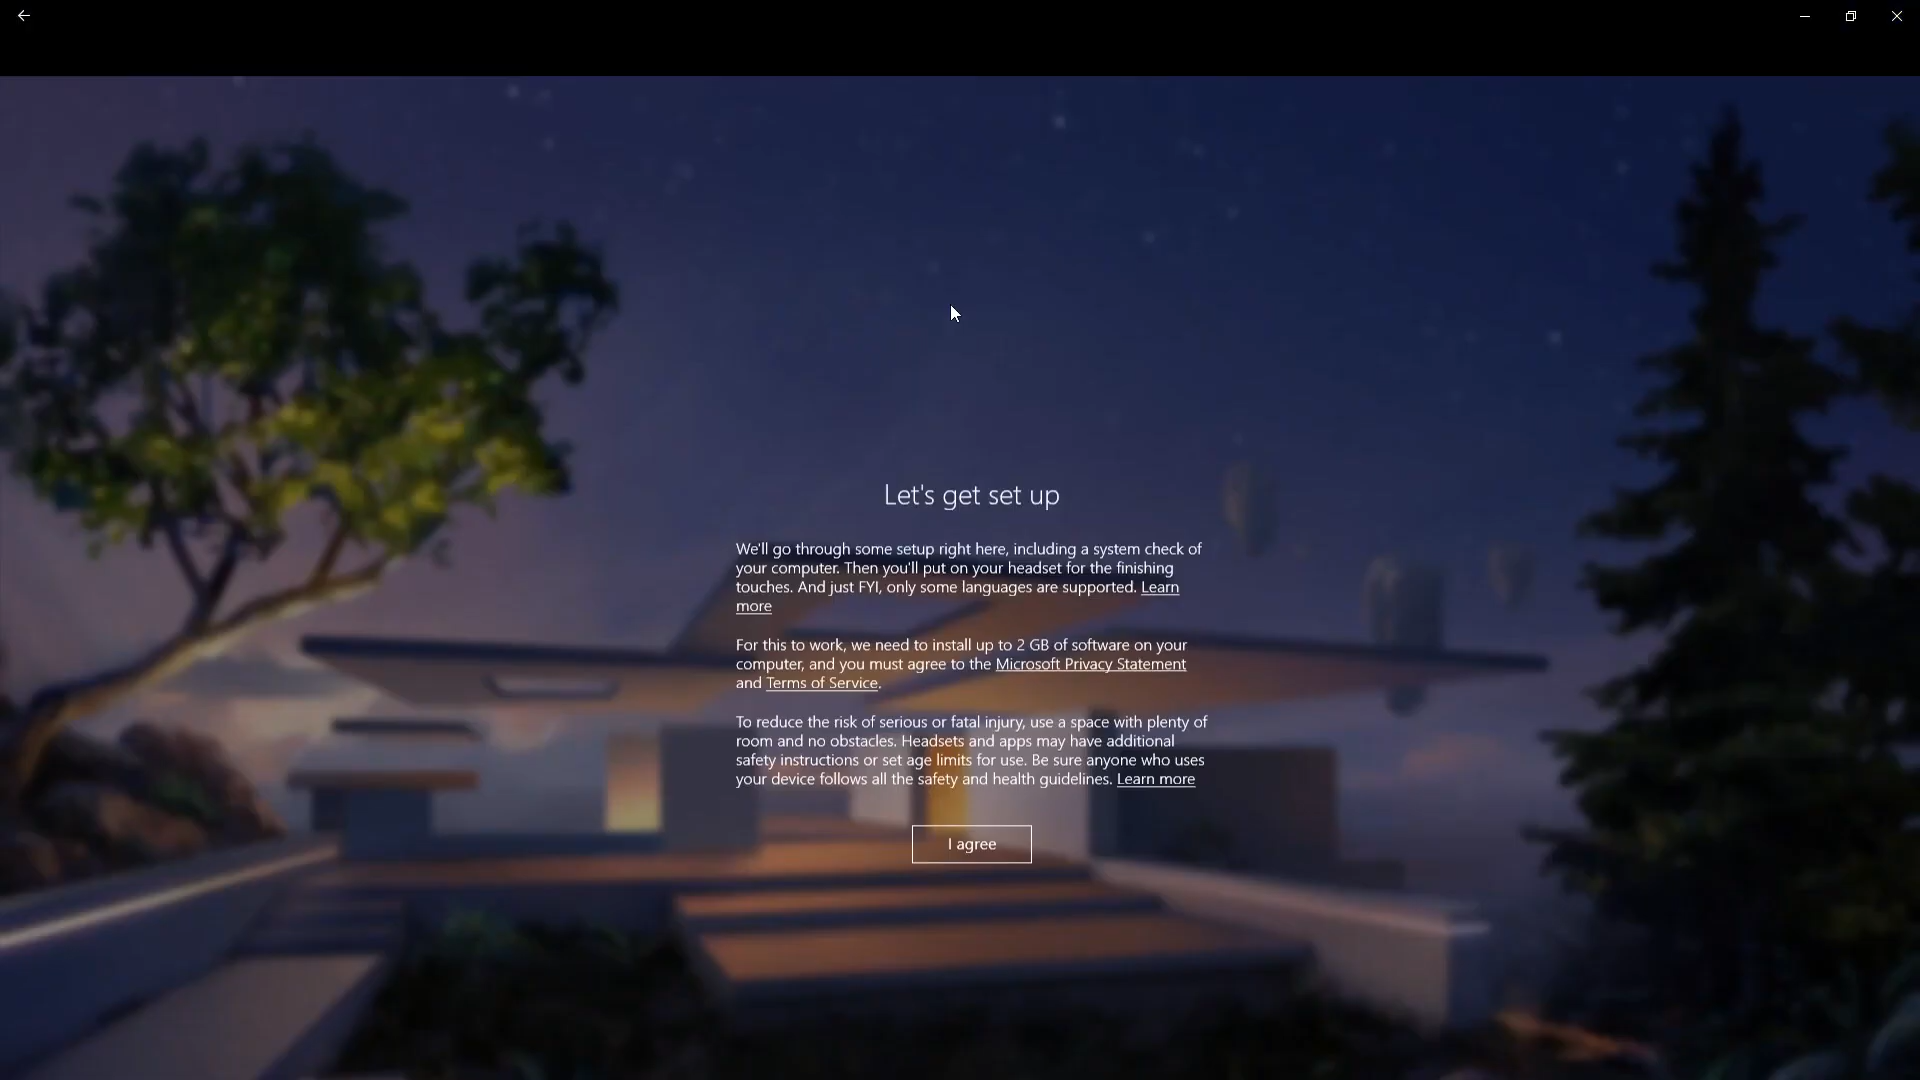 Let's get set up
We'll go through some setup right here, including a system check of
your computer. Then you'll put on your headset for the finishing
touches. And just FYI, only some languages are supported. Learn
more
For this to work, we need to install up to 2 GB of software on your
computer, and you must agree to the Microsoft Privacy Statement
and Terms of Service.
To reduce the risk of serious or fatal injury, use a space with plenty of
room and no obstacles. Headsets and apps may have additional
safety instructions or set age limits for use. Be sure anyone who uses
your device follows all the safety and health guidelines. Learn more
I agree